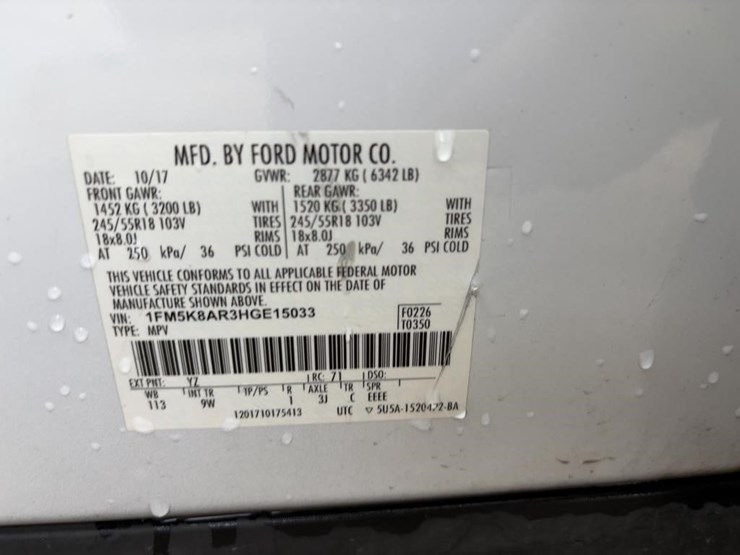 MFD. BY FORD MOTOR CO.
DATE: 10/17 GVWR: 2877 KG ( 6342 LB)
FRONT GAWR: REAR GAWR:
1452 KG ( 3200 LB) WITH 1520 KG ( 3350 LB) WITH
245/55R18 103V TIRES 245/55R18 103V TIRES
18x8.0J RIMS 18x8.0J RIMS
AT 250 kPa/ 36 PSI COLD AT 250 kPa/ 36 PSI COLD
THIS VEHICLE CONFORMS TO ALL APPLICABLE FEDERAL MOTOR
VEHICLE SAFETY STANDARDS IN EFFECT ON THE DATE OF
MANUFACTURE SHOWN ABOVE.
VIN: 1FM5K8AR3HGE15033 F0226
TYPE: MPV T0350
EXT PNT: YZ RC: 71 DSO:
WB INT TR TP/PS R AXLE TR SPR
113 9W I 3J C EEEE
1201710175413 UTC ▽ 5U5A-1520472-BA